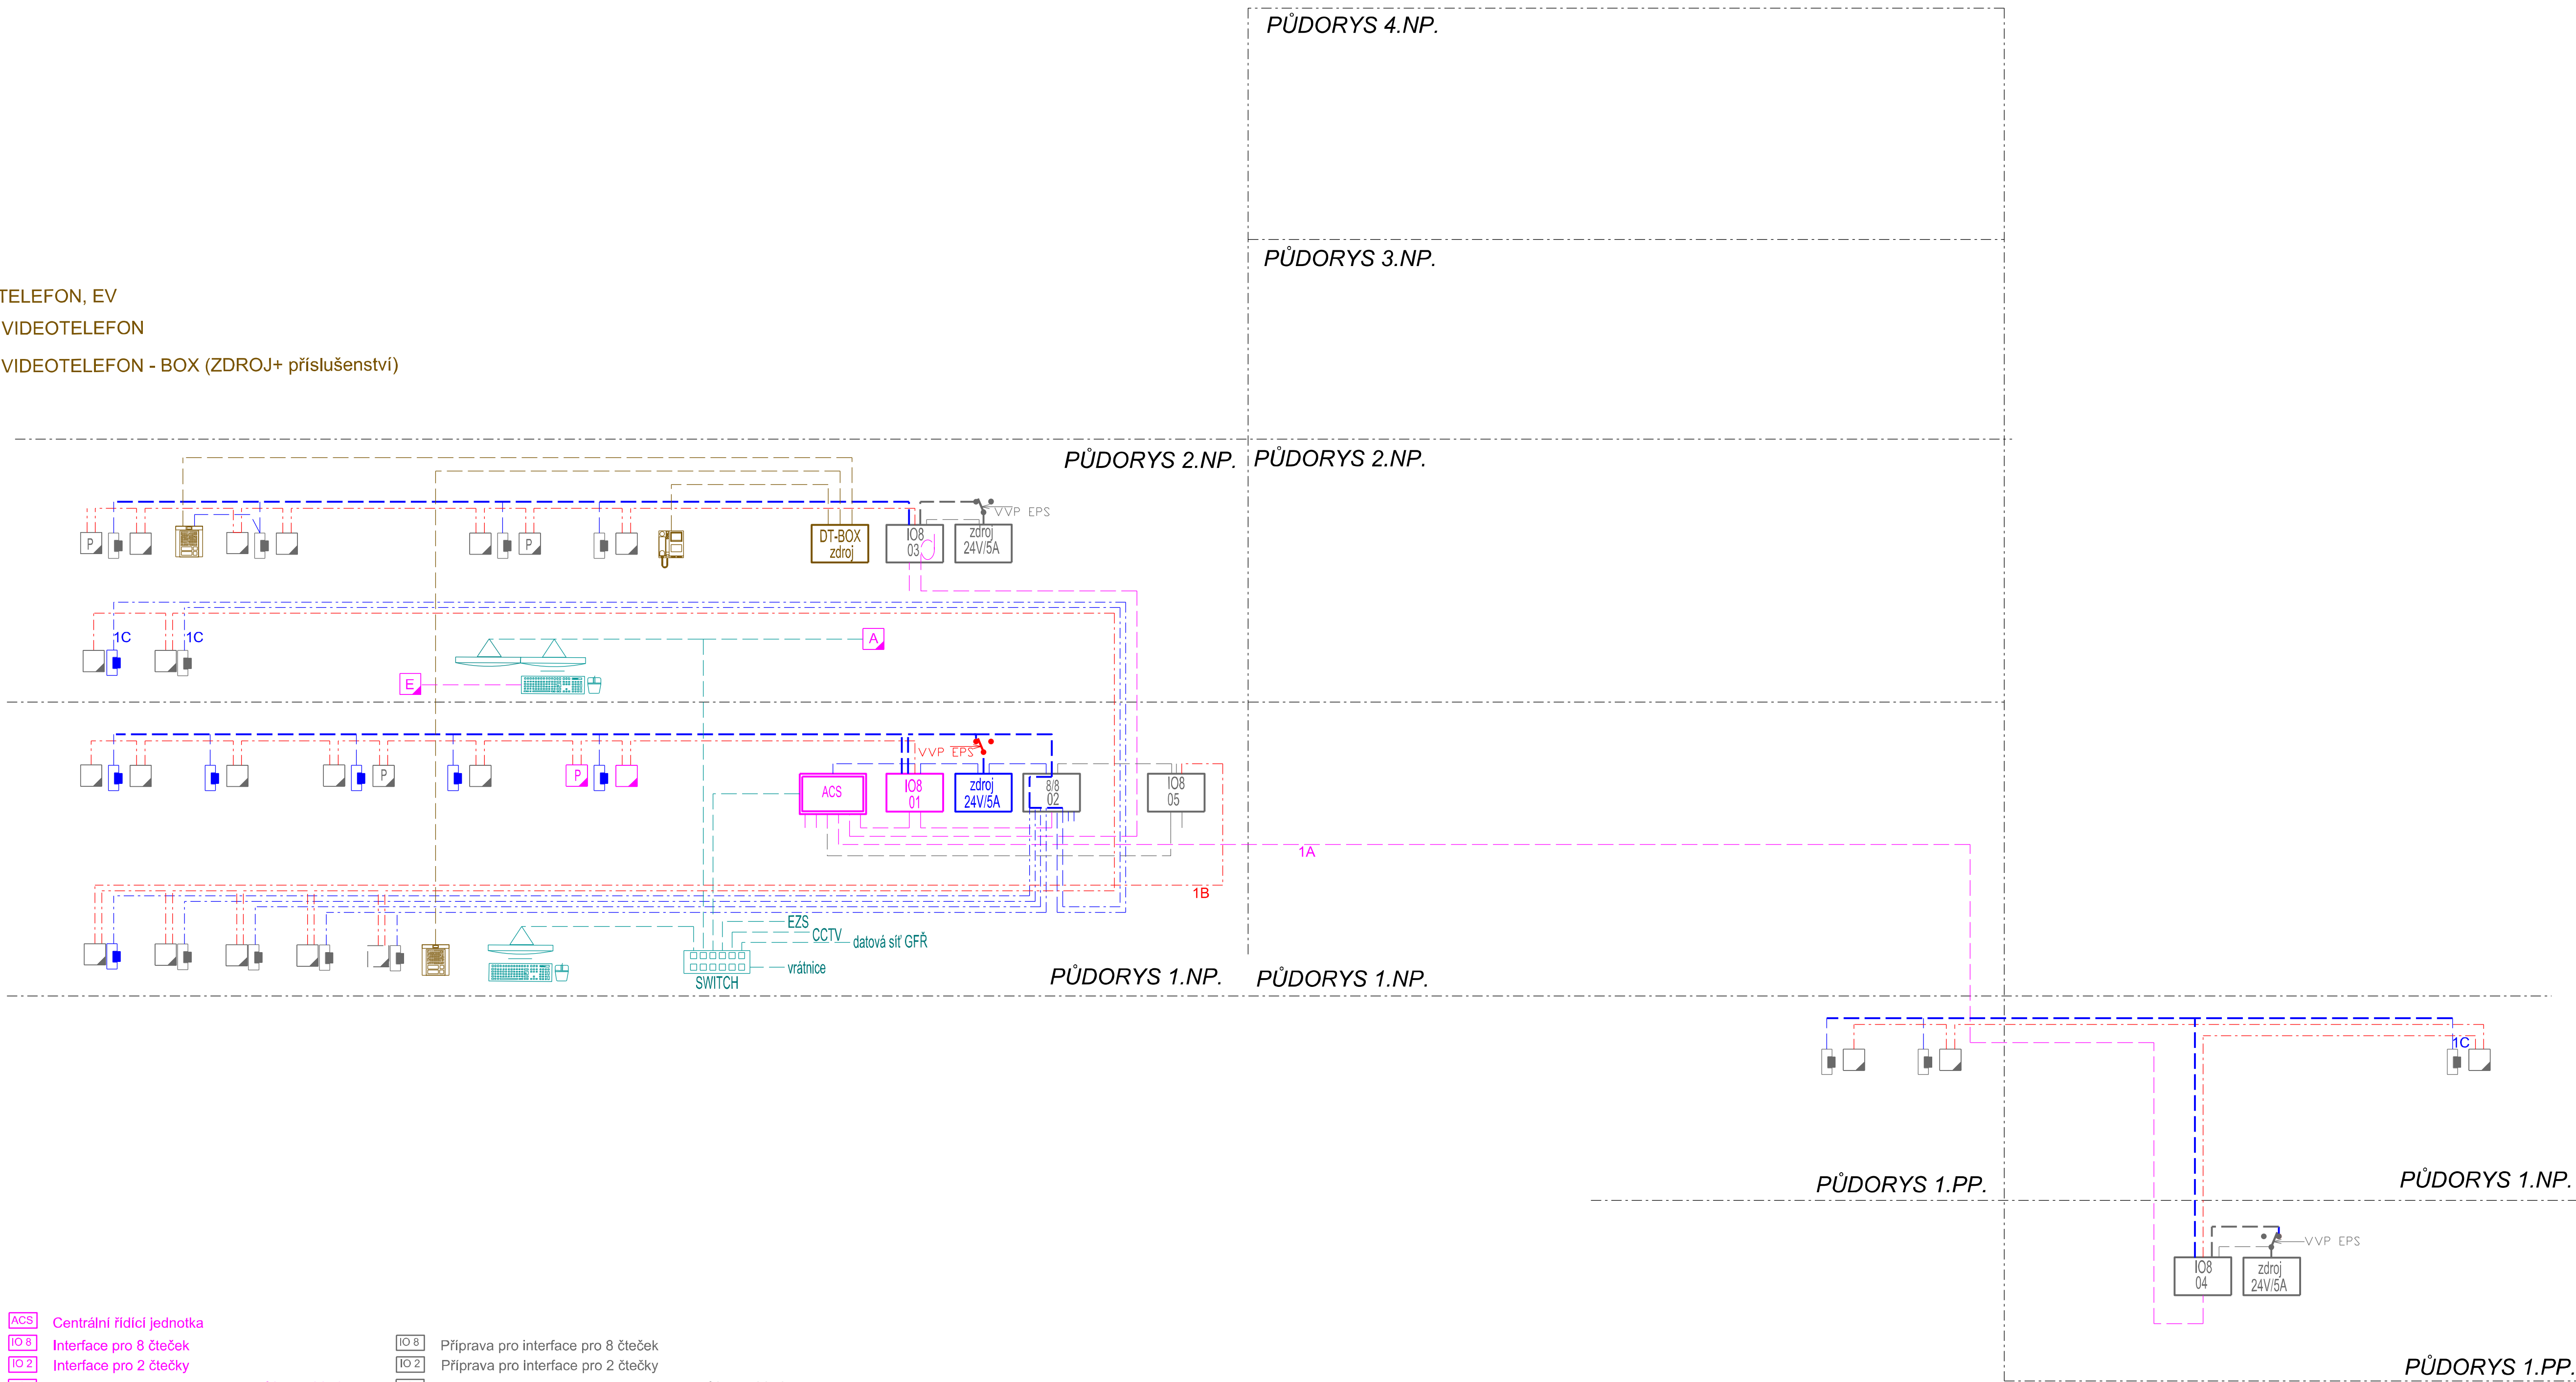 PŮDORYS 4.NP.
PŮDORYS 3.NP.
TELEFON, EV
VIDEOTELEFON
VIDEOTELEFON - BOX (ZDROJ+ příslušenství)
PŮDORYS 2.NP.
PŮDORYS 2.NP.
VVP EPS
P
P
DT-BOX
zdroj
IO8
03
zdroj
24V/5A
1C
1C
A
E
VVP EPS
P
P
ACS
IO8
01
zdroj
24V/5A
8/8
02
IO8
05
1A
1B
EZS
CCTV
datová síť GFŘ
vrátnice
SWITCH
PŮDORYS 1.NP.
PŮDORYS 1.NP.
1C
PŮDORYS 1.PP.
PŮDORYS 1.NP.
VVP EPS
IO8
04
zdroj
24V/5A
ACS Centrální řídící jednotka
IO 8 Interface pro 8 čteček
IO 8 Příprava pro interface pro 8 čteček
IO 2 Interface pro 2 čtečky
IO 2 Příprava pro interface pro 2 čtečky
PŮDORYS 1.PP.